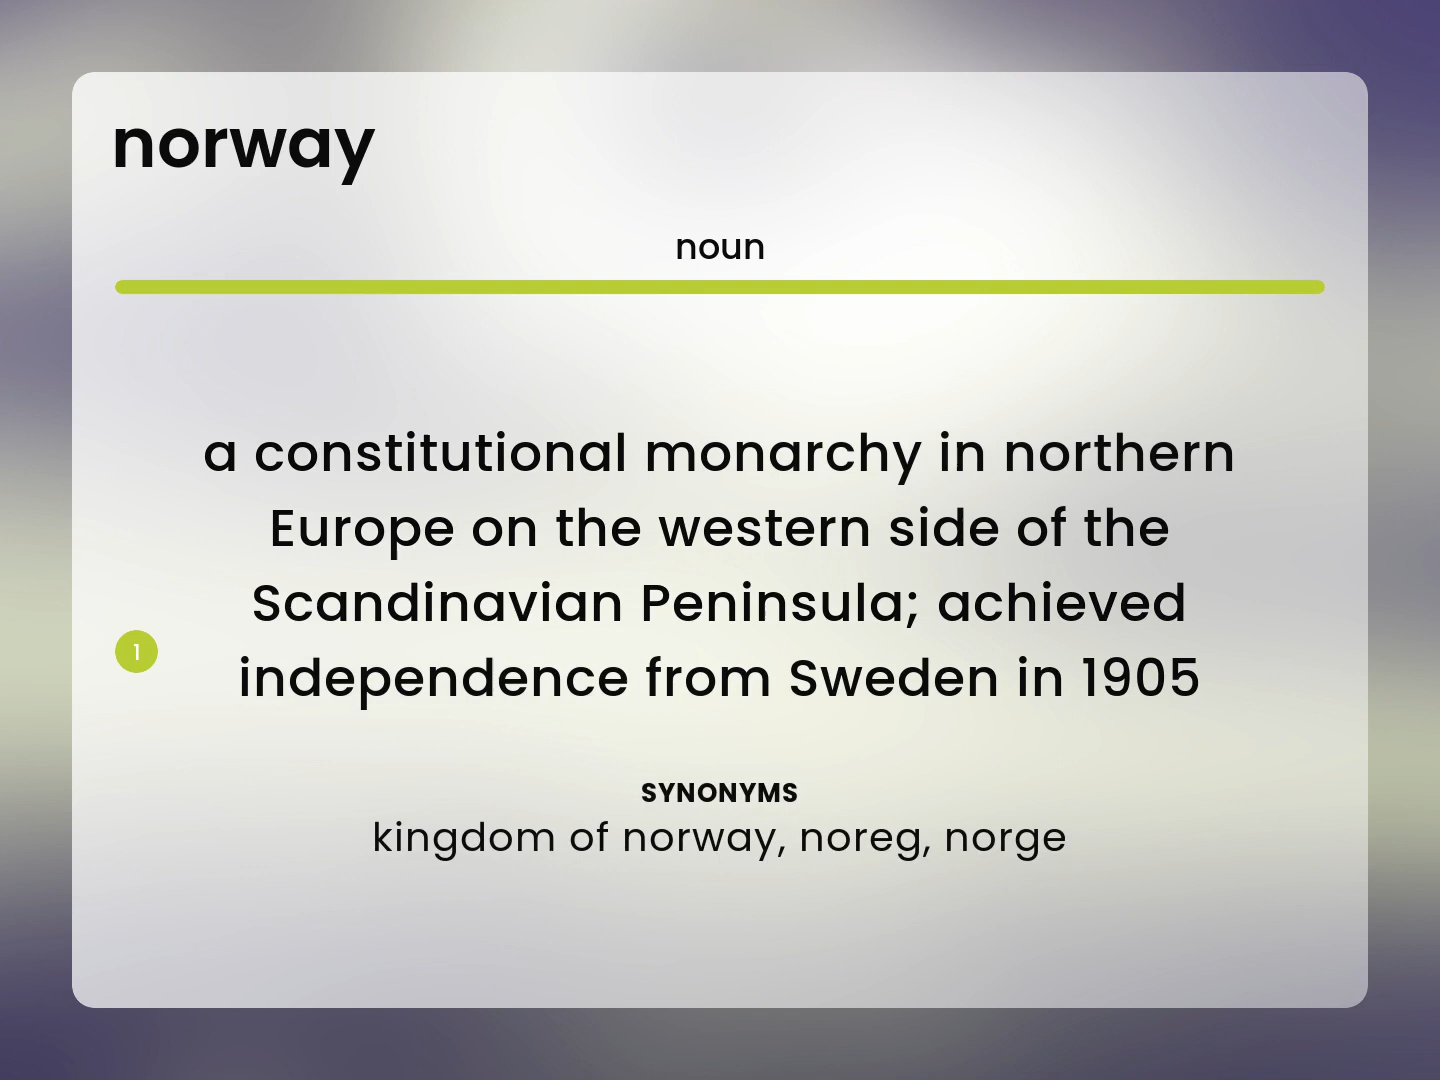 norway
noun
a constitutional monarchy in northern
Europe on the western side of the
Scandinavian Peninsula; achieved
independence from Sweden in 1905
1
SYNONYMS
kingdom of norway, noreg, norge